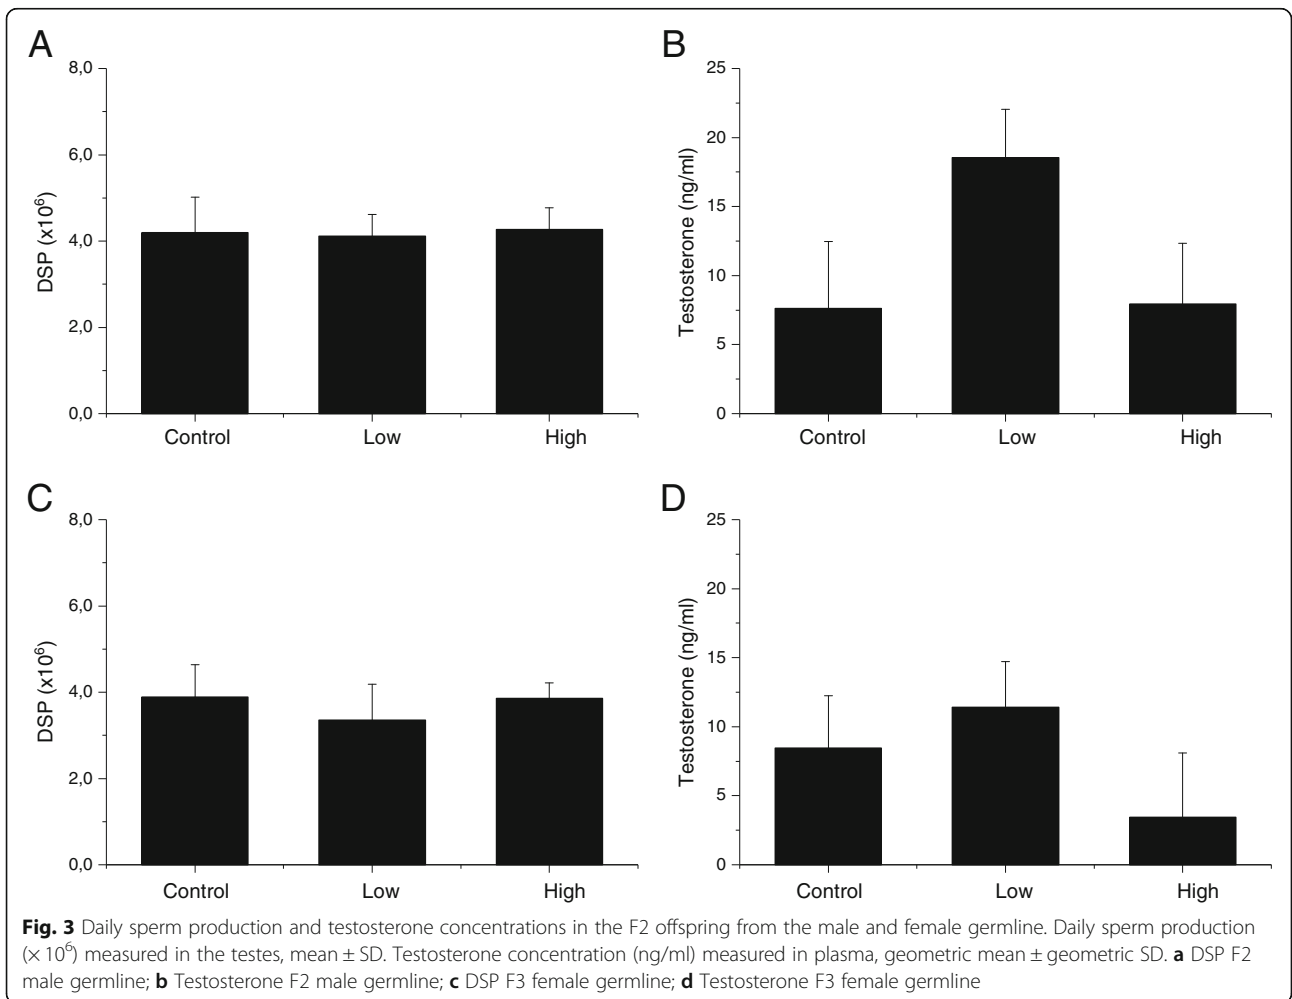 A
8,0
6,0
4,0
2,0
0,0
DSP (x10⁶)
Control Low High
B
25
20
15
10
5
0
Testosterone (ng/ml)
Control Low High
C
8,0
6,0
4,0
2,0
0,0
DSP (x10⁶)
Control Low High
D
25
20
15
10
5
0
Testosterone (ng/ml)
Control Low High
Fig. 3 Daily sperm production and testosterone concentrations in the F2 offspring from the male and female germline. Daily sperm production
(× 10⁶) measured in the testes, mean ± SD. Testosterone concentration (ng/ml) measured in plasma, geometric mean ± geometric SD. a DSP F2
male germline; b Testosterone F2 male germline; c DSP F3 female germline; d Testosterone F3 female germline